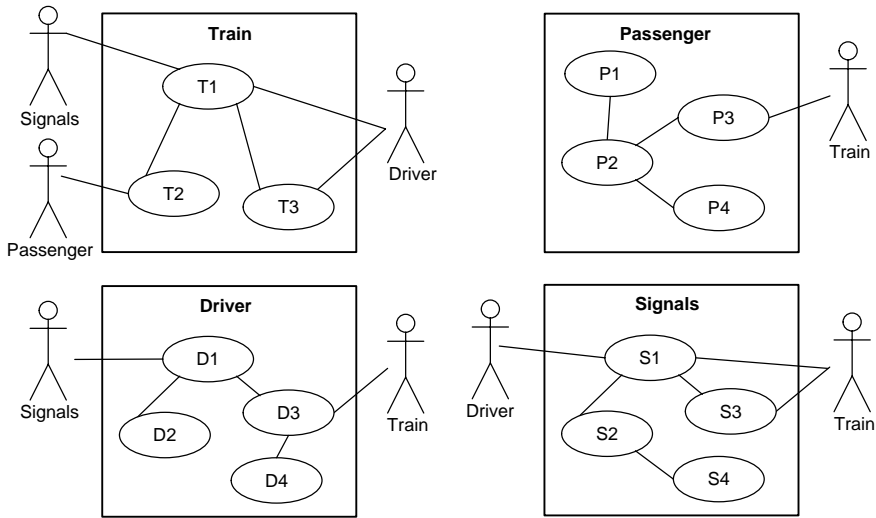 Train
T1
T2
T3
Signals
Passenger
Driver
Passenger
P1
P2
P3
P4
Train
Driver
D1
D2
D3
D4
Signals
Train
Signals
S1
S2
S3
S4
Driver
Train